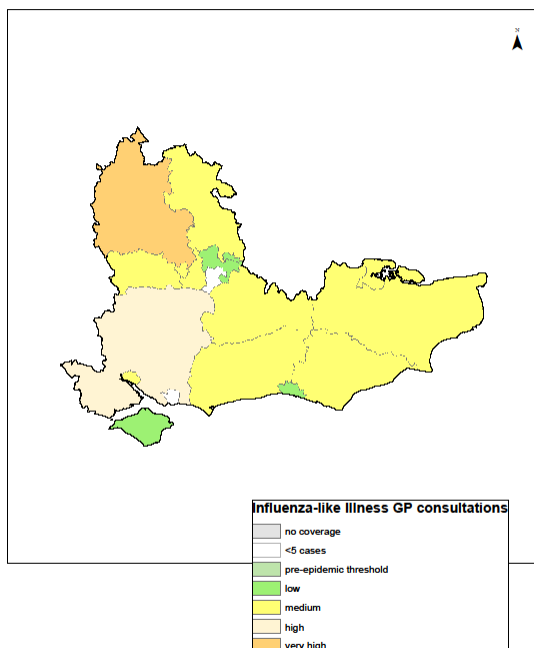 N
Influenza-like Illness GP consultations
no coverage
<5 cases
pre-epidemic threshold
low
medium
high
very high